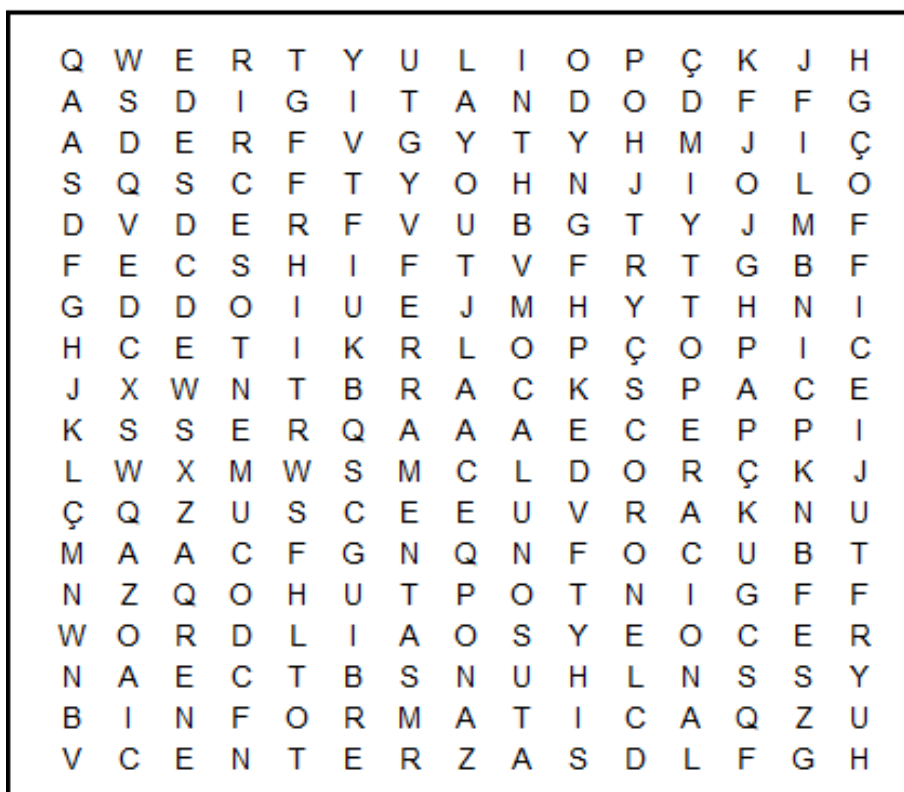 Q W E R T Y U L I O P Ç K J H
A S D I G I T A N D O D F F G
A D E R F V G Y T Y H M J I Ç
S Q S C F T Y O H N J I O L O
D V D E R F V U B G T Y J M F
F E C S H I F T V F R T G B F
G D D O I U E J M H Y T H N I
H C E T I K R L O P Ç O P I C
J X W N T B R A C K S P A C E
K S S E R Q A A A E C E P P I
L W X M W S M C L D O R Ç K J
Ç Q Z U S C E E U V R A K N U
M A A C F G N Q N F O C U B T
N Z Q O H U T P O T N I G F F
W O R D L I A O S Y E O C E R
N A E C T B S N U H L N S S Y
B I N F O R M A T I C A Q Z U
V C E N T E R Z A S D L F G H